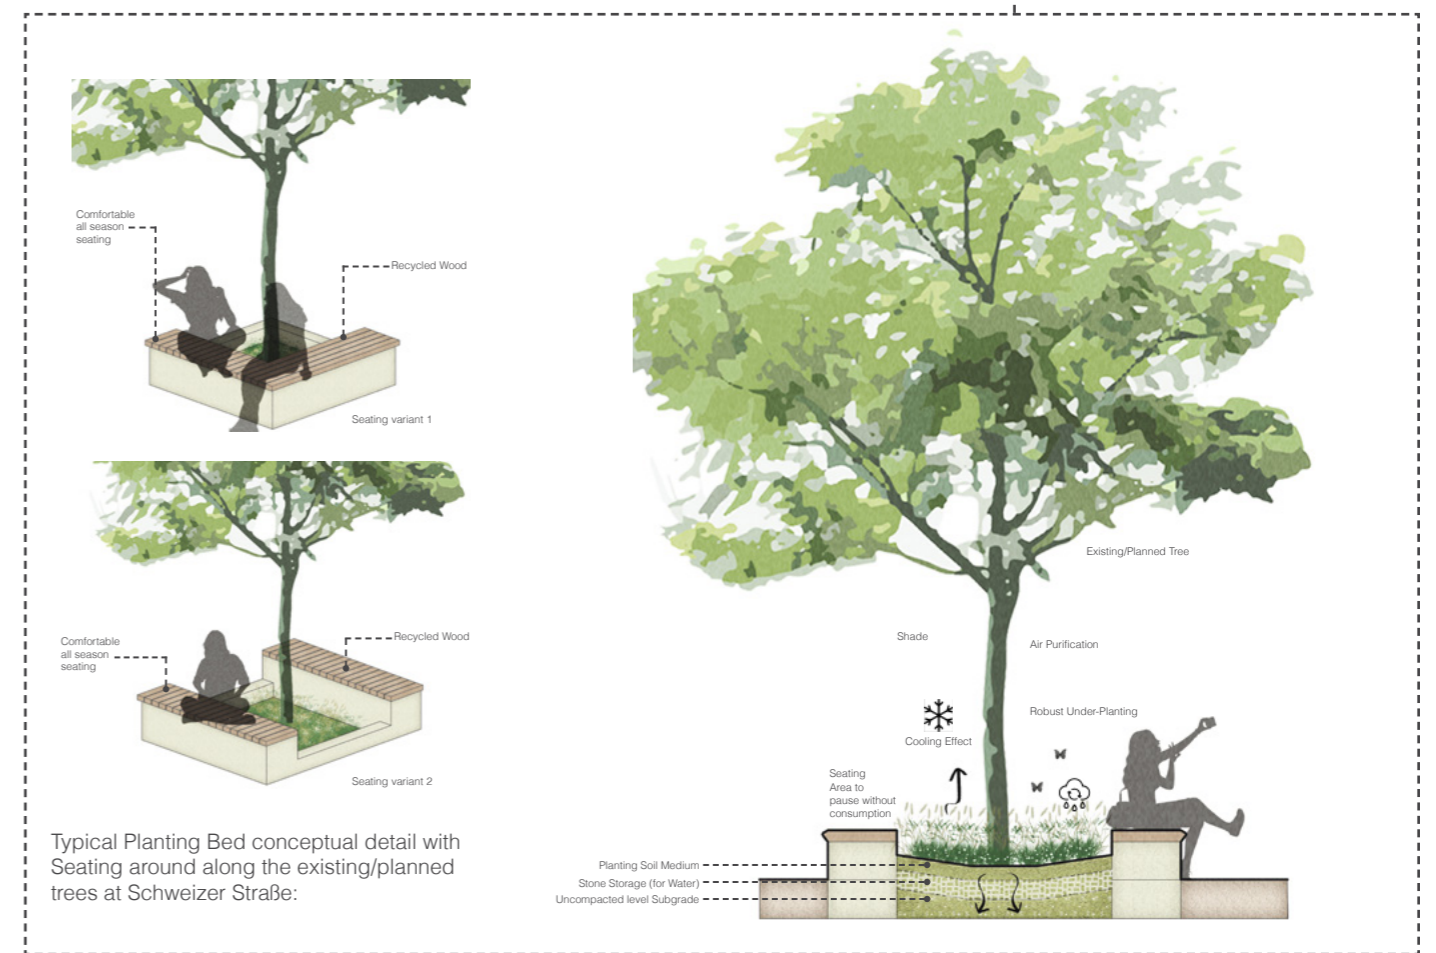 Comfortable
all season
seating
Recycled Wood
Seating variant 1
Comfortable
all season
seating
Recycled Wood
Seating variant 2
Typical Planting Bed conceptual detail with
Seating around along the existing/planned
trees at Schweizer Straße:
Existing/Planned Tree
Shade
Air Purification
Robust Under-Planting
Cooling Effect
Seating
Area to
pause without
consumption
Planting Soil Medium
Stone Storage (for Water)
Uncompacted level Subgrade